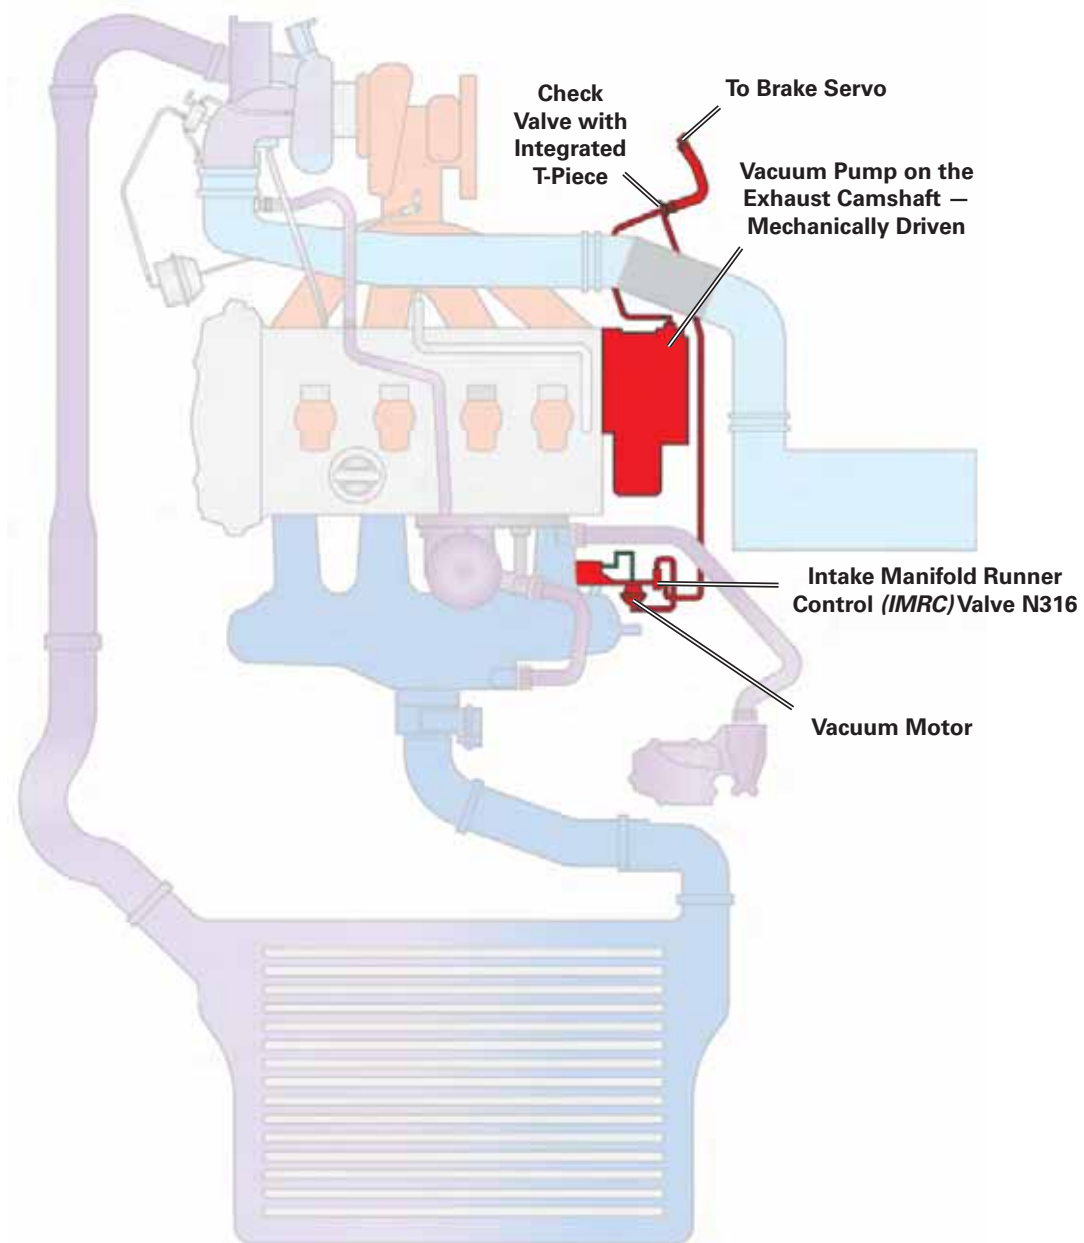 Check
Valve with
Integrated
T-Piece
To Brake Servo
Vacuum Pump on the
Exhaust Camshaft —
Mechanically Driven
Intake Manifold Runner
Control (IMRC) Valve N316
Vacuum Motor